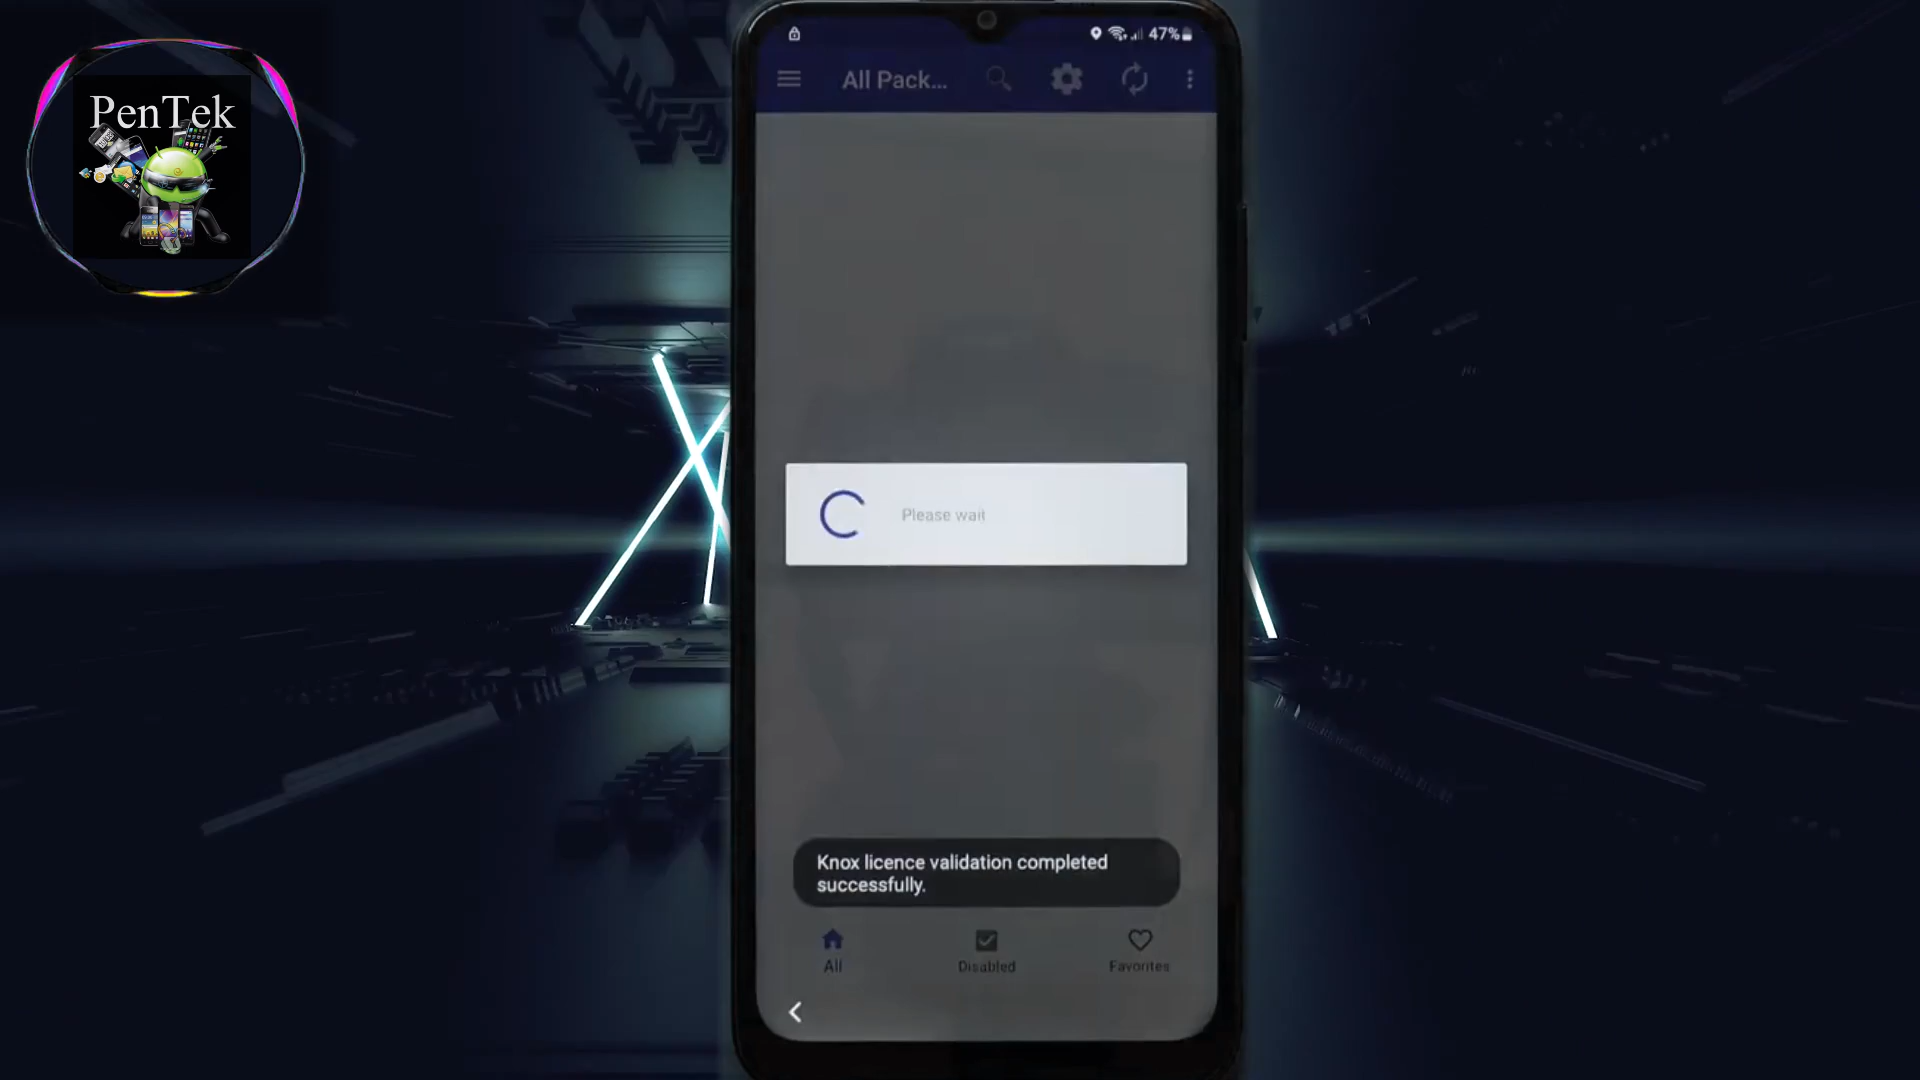 PenTek
47%
All Pack...
Please wait
Knox licence validation completed
successfully.
All
Disabled
Favorites